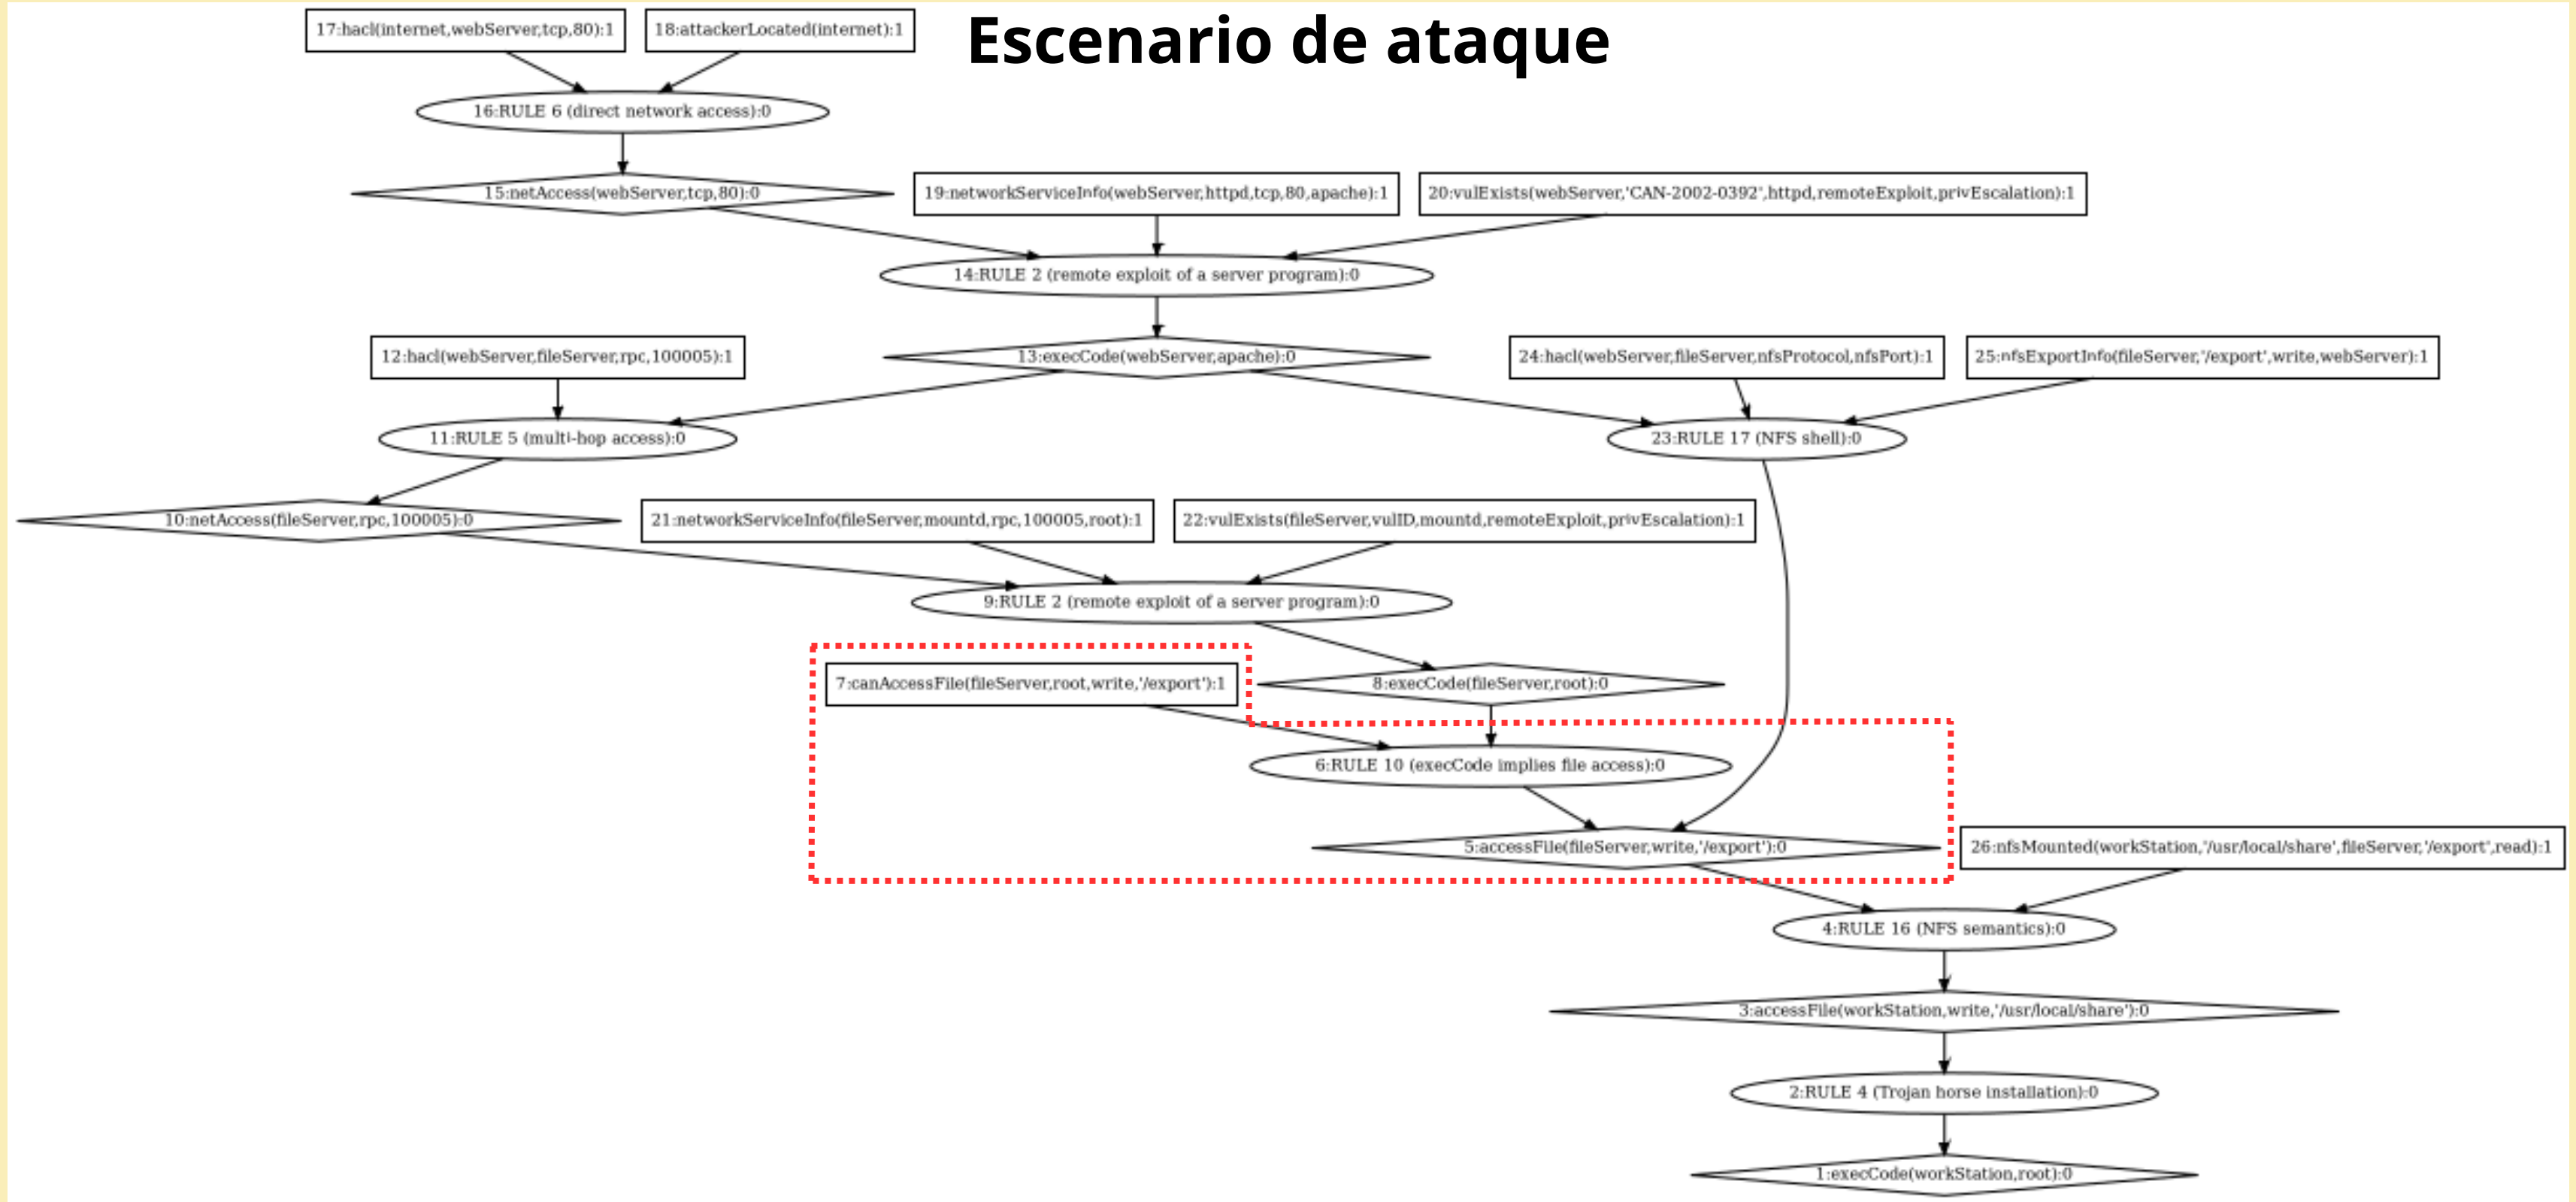 Escenario de ataque
17:hacl(internet,webServer,tcp,80):1
18:attackerLocated(internet):1
16:RULE 6 (direct network access):0
15:netAccess(webServer,tcp,80):0
19:networkServiceInfo(webServer,httpd,tcp,80,apache):1
20:vulExists(webServer,'CAN-2002-0392',httpd,remoteExploit,privEscalation):1
14:RULE 2 (remote exploit of a server program):0
12:hacl(webServer,fileServer,rpc,100005):1
13:execCode(webServer,apache):0
24:hacl(webServer,fileServer,nfsProtocol,nfsPort):1
25:nfsExportInfo(fileServer,'/export',write,webServer):1
11:RULE 5 (multi-hop access):0
23:RULE 17 (NFS shell):0
10:netAccess(fileServer,rpc,100005):0
21:networkServiceInfo(fileServer,mountd,rpc,100005,root):1
22:vulExists(fileServer,vulID,mountd,remoteExploit,privEscalation):1
9:RULE 2 (remote exploit of a server program):0
7:canAccessFile(fileServer,root,write,'/export'):1
8:execCode(fileServer,root):0
6:RULE 10 (execCode implies file access):0
5:accessFile(fileServer,write,'/export'):0
26:nfsMounted(workStation,'/usr/local/share',fileServer,'/export',read):1
4:RULE 16 (NFS semantics):0
3:accessFile(workStation,write,'/usr/local/share'):0
2:RULE 4 (Trojan horse installation):0
1:execCode(workStation,root):0